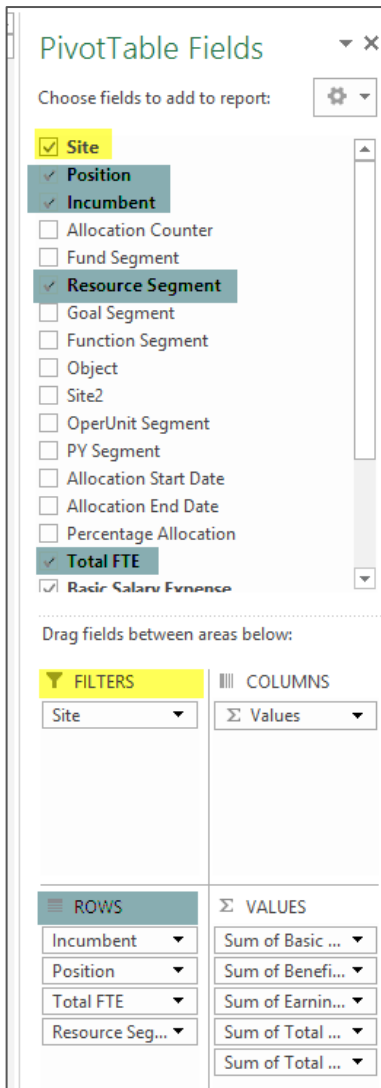 PivotTable Fields
Choose fields to add to report:
Site
Position
Incumbent
Allocation Counter
Fund Segment
Resource Segment
Goal Segment
Function Segment
Object
Site2
OperUnit Segment
PY Segment
Allocation Start Date
Allocation End Date
Percentage Allocation
Total FTE
Basic Salary Expense
Drag fields between areas below:
FILTERS
Site
COLUMNS
Σ Values
ROWS
Incumbent
Position
Total FTE
Resource Seg...
Σ VALUES
Sum of Basic ...
Sum of Benefi...
Sum of Earnin...
Sum of Total ...
Sum of Total ...